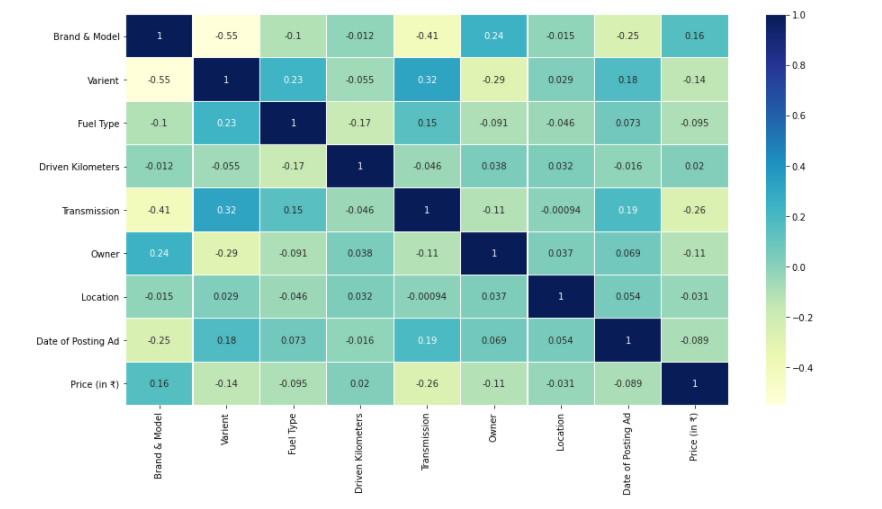 Brand & Model 1 -0.55 -0.1 -0.012 -0.41 0.24 -0.015 -0.25 0.16
Varient -0.55 1 0.23 -0.055 0.32 -0.29 0.029 0.18 -0.14
Fuel Type -0.1 0.23 1 -0.17 0.15 -0.091 -0.046 0.073 -0.095
Driven Kilometers -0.012 -0.055 -0.17 1 -0.046 0.038 0.032 -0.016 0.02
Transmission -0.41 0.32 0.15 -0.046 1 -0.11 -0.00094 0.19 -0.26
Owner 0.24 -0.29 -0.091 0.038 -0.11 1 0.037 0.069 -0.11
Location -0.015 0.029 -0.046 0.032 -0.00094 0.037 1 0.054 -0.031
Date of Posting Ad -0.25 0.18 0.073 -0.016 0.19 0.069 0.054 1 -0.089
Price (in ₹) 0.16 -0.14 -0.095 0.02 -0.26 -0.11 -0.031 -0.089 1
Brand & Model
Varient
Fuel Type
Driven Kilometers
Transmission
Owner
Location
Date of Posting Ad
Price (in ₹)
1.0
0.8
0.6
0.4
0.2
0.0
−0.2
−0.4